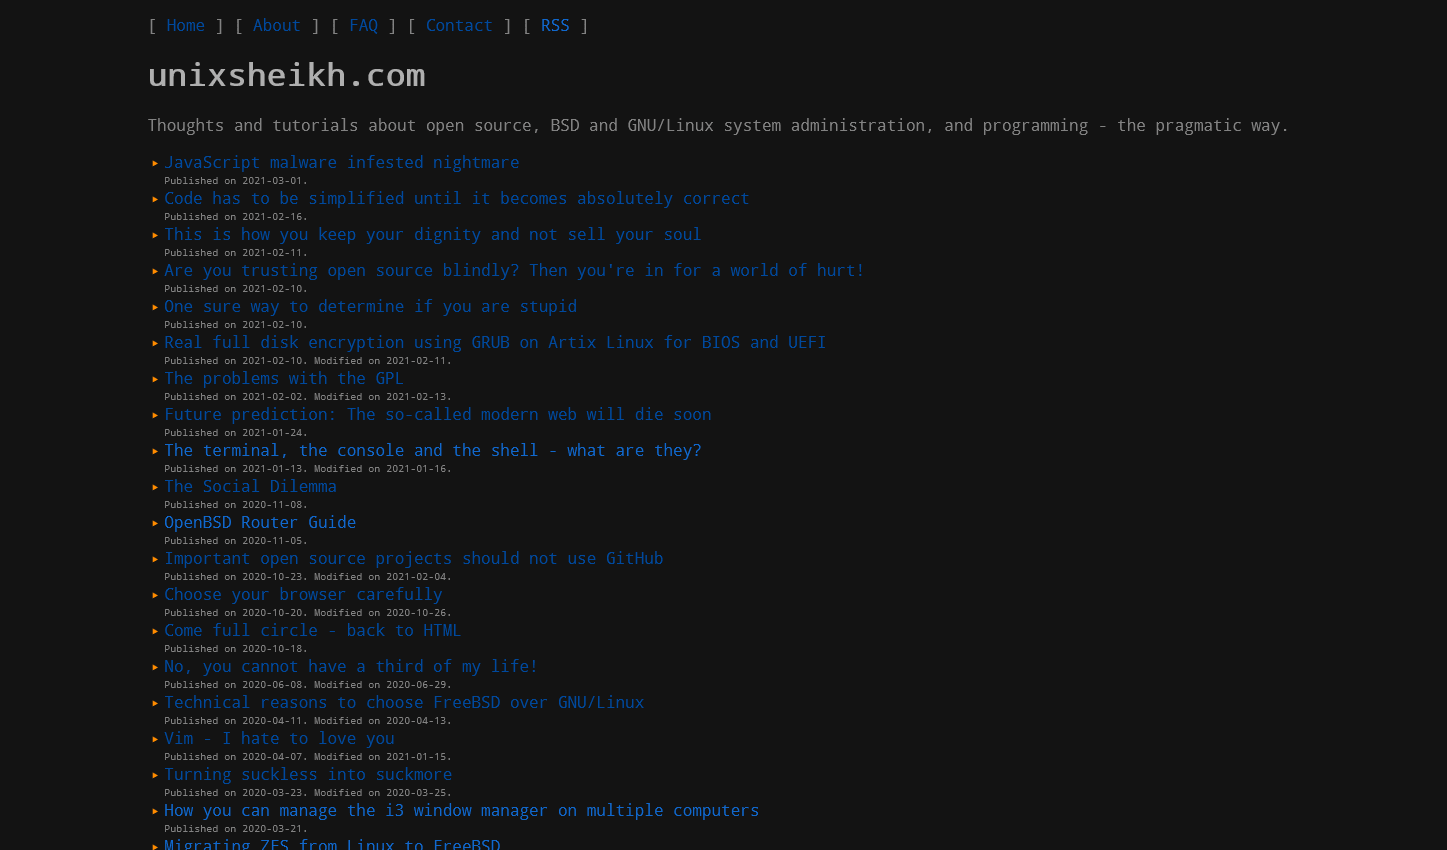 [ Home ] [ About ] [ FAQ ] [ Contact ] [ RSS ]
unixsheikh.com
Thoughts and tutorials about open source, BSD and GNU/Linux system administration, and programming - the pragmatic way.
JavaScript malware infested nightmare
Published on 2021-03-01.
Code has to be simplified until it becomes absolutely correct
Published on 2021-02-16.
This is how you keep your dignity and not sell your soul
Published on 2021-02-11.
Are you trusting open source blindly? Then you're in for a world of hurt!
Published on 2021-02-10.
One sure way to determine if you are stupid
Published on 2021-02-10.
Real full disk encryption using GRUB on Artix Linux for BIOS and UEFI
Published on 2021-02-10. Modified on 2021-02-11.
The problems with the GPL
Published on 2021-02-02. Modified on 2021-02-13.
Future prediction: The so-called modern web will die soon
Published on 2021-01-24.
The terminal, the console and the shell - what are they?
Published on 2021-01-13. Modified on 2021-01-16.
The Social Dilemma
Published on 2020-11-08.
OpenBSD Router Guide
Published on 2020-11-05.
Important open source projects should not use GitHub
Published on 2020-10-23. Modified on 2021-02-04.
Choose your browser carefully
Published on 2020-10-20. Modified on 2020-10-26.
Come full circle - back to HTML
Published on 2020-10-18.
No, you cannot have a third of my life!
Published on 2020-06-08. Modified on 2020-06-29.
Technical reasons to choose FreeBSD over GNU/Linux
Published on 2020-04-11. Modified on 2020-04-13.
Vim - I hate to love you
Published on 2020-04-07. Modified on 2021-01-15.
Turning suckless into suckmore
Published on 2020-03-23. Modified on 2020-03-25.
How you can manage the i3 window manager on multiple computers
Published on 2020-03-21.
Migrating ZFS from Linux to FreeBSD